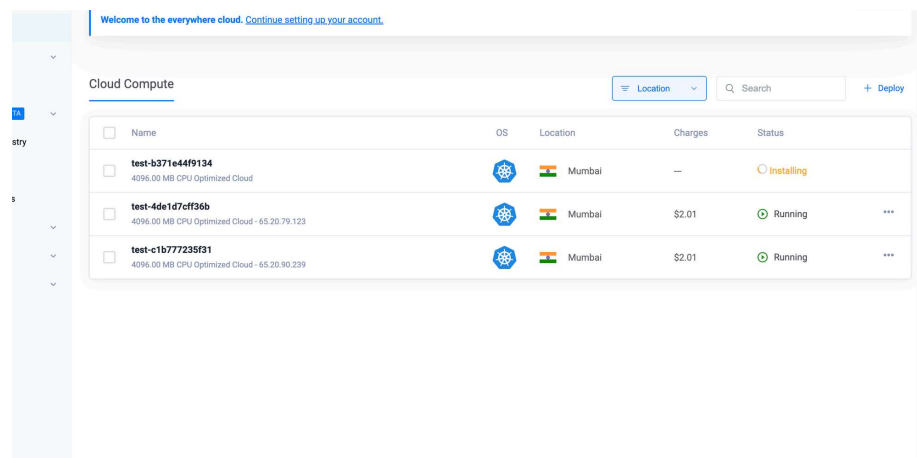 Welcome to the everywhere cloud. Continue setting up your account.
Cloud Compute
Location
Search
+ Deploy
TA
stry
s
Name OS Location Charges Status
test-b371e44f9134
4096.00 MB CPU Optimized Cloud
Mumbai — Installing
test-4de1d7cff36b
4096.00 MB CPU Optimized Cloud - 65.20.79.123
Mumbai $2.01 Running
test-c1b777235f31
4096.00 MB CPU Optimized Cloud - 65.20.90.239
Mumbai $2.01 Running